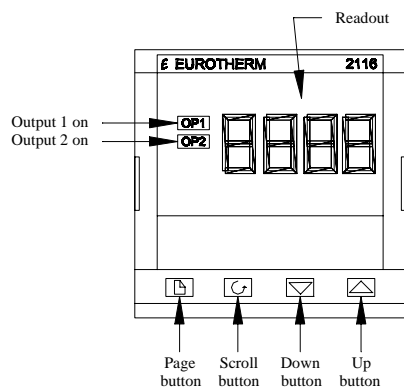 Readout
EUROTHERM 2116
Output 1 on OP1
Output 2 on OP2
8888
Page button
Scroll button
Down button
Up button